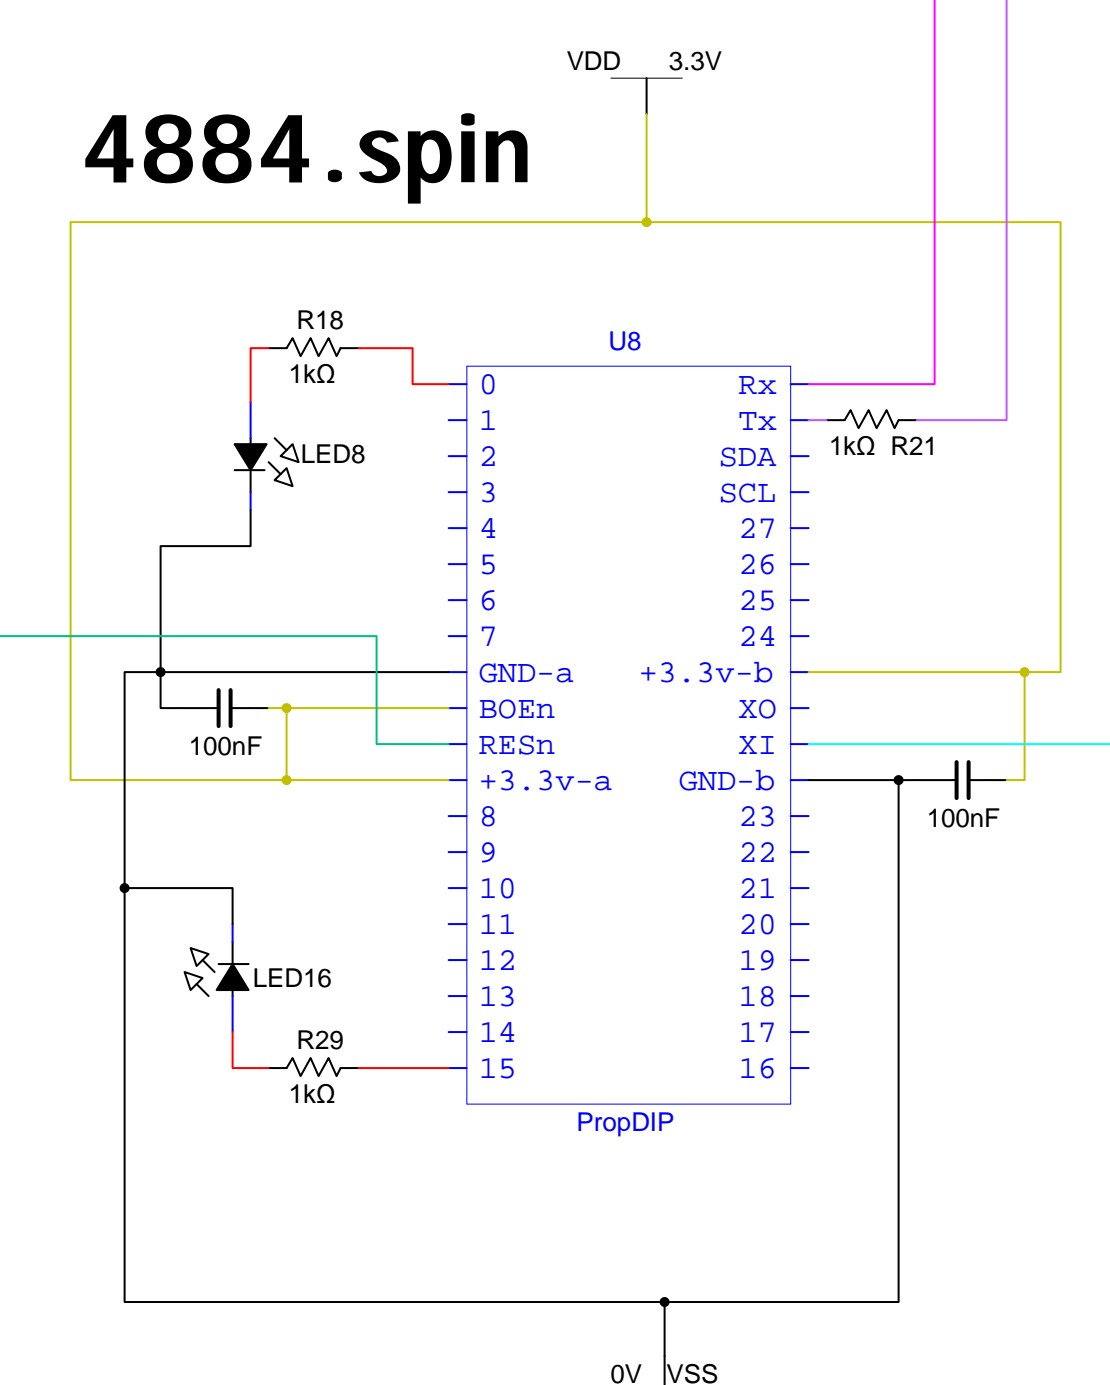 VDD 3.3V
4884.spin
R18
1kΩ
LED8
U8
0 Rx
1 Tx
2 SDA
3 SCL
4 27
5 26
6 25
7 24
GND-a +3.3v-b
BOEn XO
RESn XI
+3.3v-a GND-b
8 23
9 22
10 21
11 20
12 19
13 18
14 17
15 16
1kΩ R21
100nF
100nF
LED16
R29
1kΩ
PropDIP
0V VSS